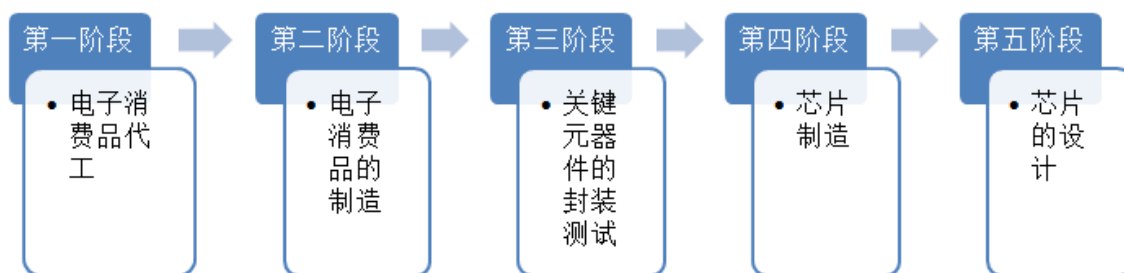 第一阶段
• 电子消
费品代
工
第二阶段
• 电子
消费
品的
制造
第三阶段
• 关键
元器
件的
封装
测试
第四阶段
• 芯片
制造
第五阶段
• 芯片
的设
计